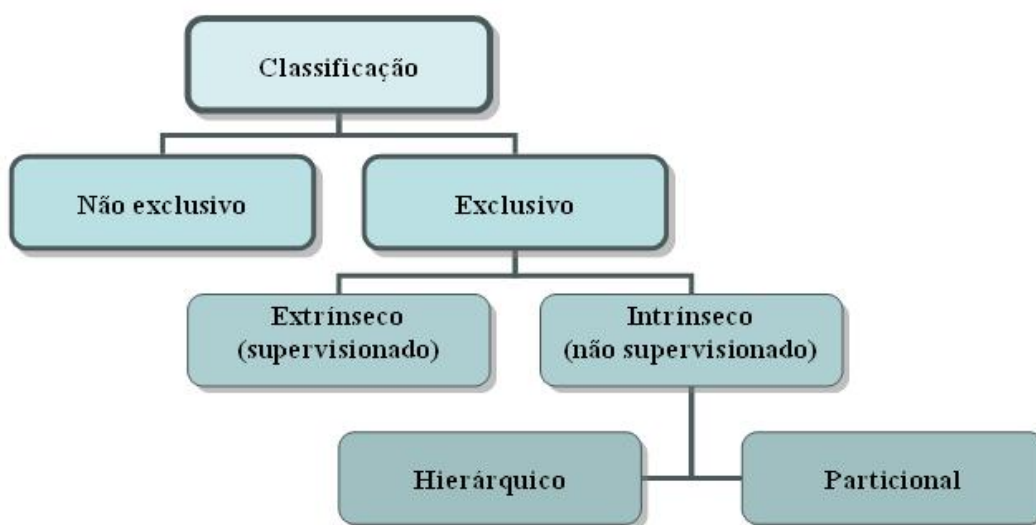 Classificação
Não exclusivo
Exclusivo
Extrínseco
(supervisionado)
Intrínseco
(não supervisionado)
Hierárquico
Particional